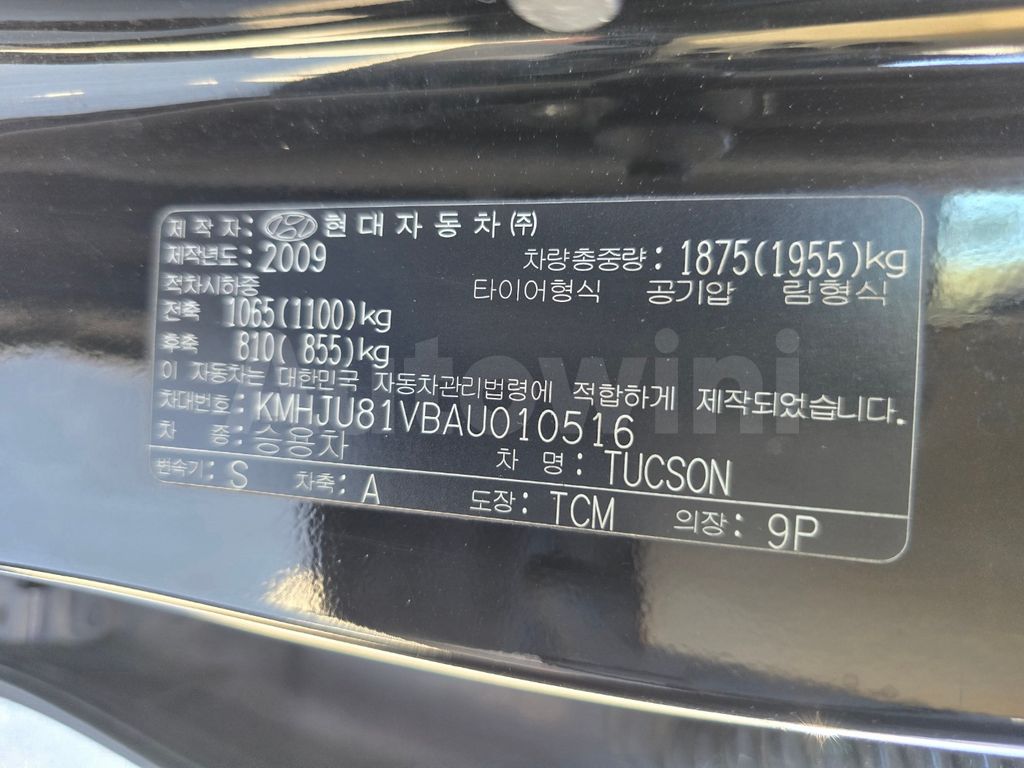 제 작 자: 현대자동차㈜
제작년도: 2009 차량총중량: 1875(1955)kg
적차시하중 타이어형식 공기압 림형식
전축 1065(1100)kg
후축 810( 855)kg
이 자동차는 대한민국 자동차관리법령에 적합하게 제작되었습니다.
차대번호: KMHJU81VBAU010516
차 종: 승용차 차 명: TUCSON
변속기: S 차축: A 도장: TCM 의장: 9P
autowini